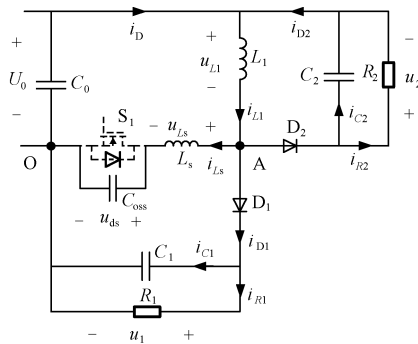 + i_D i_D2 −
+ u_L1 L_1 C_2 R_2 u_2
U_0 C_0 −
− S_1 − u_Ls + i_L1 i_C2 +
O L_s i_Ls A D_2 i_R2
C_oss D_1
− u_ds + i_D1
C_1 i_C1
R_1 i_R1
− u_1 +